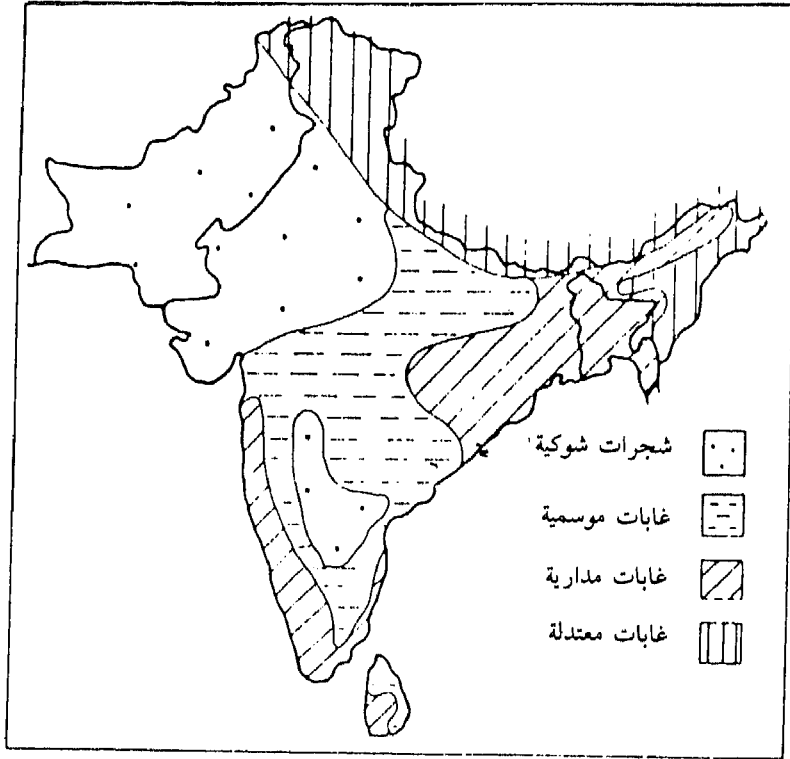 شجرات شوكية
غابات موسمية
غابات مدارية
غابات معتدلة